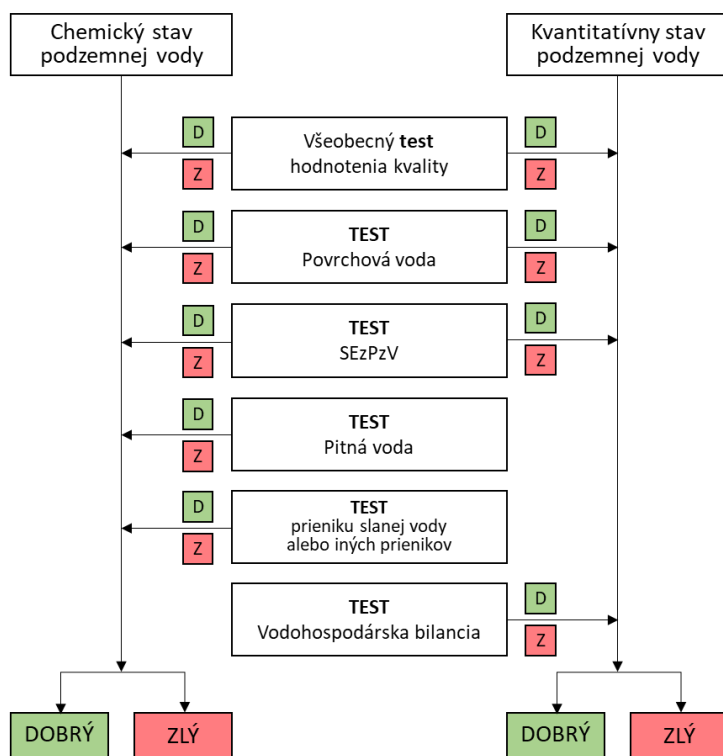 Chemický stav
podzemnej vody
Kvantitatívny stav
podzemnej vody
D
Z
Všeobecný test
hodnotenia kvality
D
Z
D
Z
TEST
Povrchová voda
D
Z
D
Z
TEST
SEzPzV
D
Z
D
Z
TEST
Pitná voda
D
Z
TEST
prieniku slanej vody
alebo iných prienikov
TEST
Vodohospodárska bilancia
D
Z
DOBRÝ
ZLÝ
DOBRÝ
ZLÝ